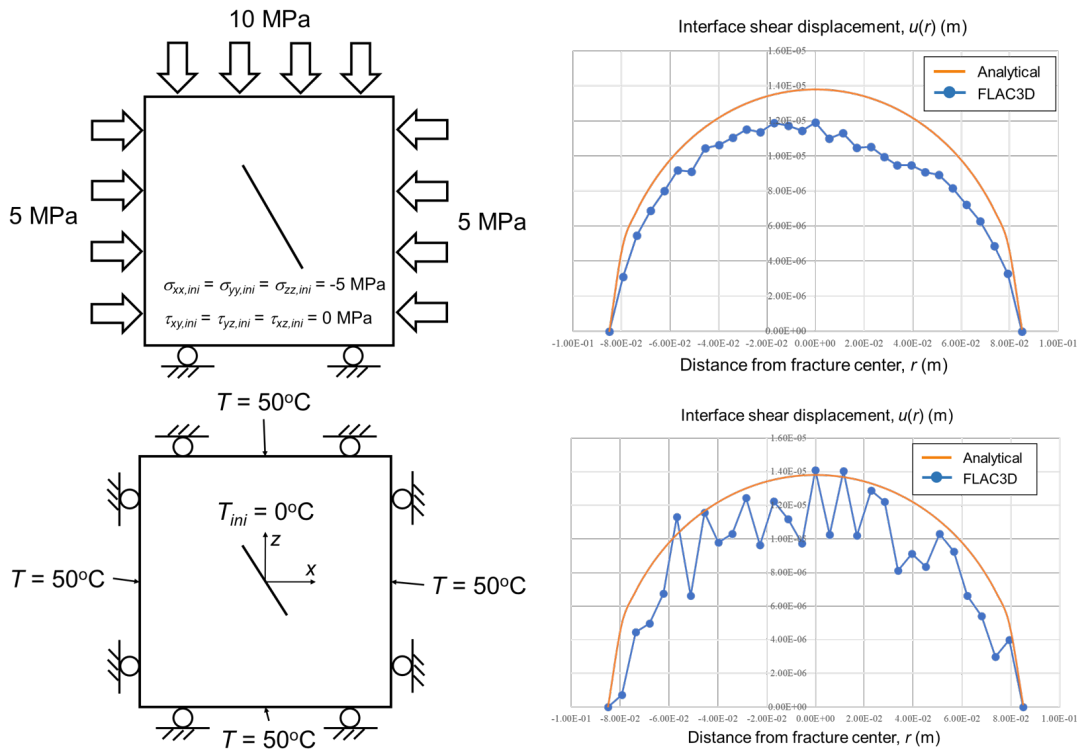 10 MPa
5 MPa
5 MPa
σxx,ini = σyy,ini = σzz,ini = -5 MPa
τxy,ini = τyz,ini = τxz,ini = 0 MPa
Interface shear displacement, u(r) (m)
1.60E-05
1.40E-05
1.20E-05
1.00E-05
8.00E-06
6.00E-06
4.00E-06
2.00E-06
0.00E+00
-1.00E-01 -8.00E-02 -6.00E-02 -4.00E-02 -2.00E-02 0.00E+00 2.00E-02 4.00E-02 6.00E-02 8.00E-02 1.00E-01
Analytical
FLAC3D
Distance from fracture center, r (m)
T = 50°C
Tini = 0°C
z
x
T = 50°C
T = 50°C
T = 50°C
Interface shear displacement, u(r) (m)
1.60E-05
1.40E-05
1.20E-05
1.00E-05
8.00E-06
6.00E-06
4.00E-06
2.00E-06
0.00E+00
-1.00E-01 -8.00E-02 -6.00E-02 -4.00E-02 -2.00E-02 0.00E+00 2.00E-02 4.00E-02 6.00E-02 8.00E-02 1.00E-01
Analytical
FLAC3D
Distance from fracture center, r (m)